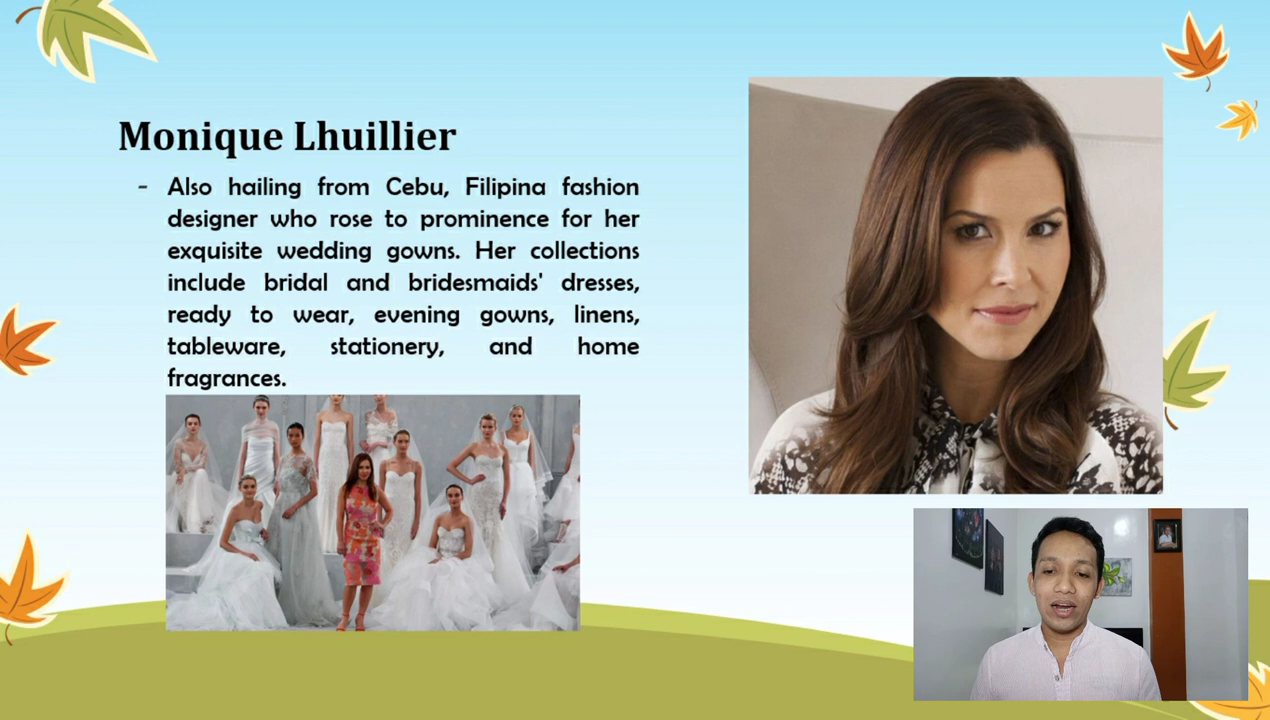 Monique Lhuillier
- Also hailing from Cebu, Filipina fashion
designer who rose to prominence for her
exquisite wedding gowns. Her collections
include bridal and bridesmaids' dresses,
ready to wear, evening gowns, linens,
tableware, stationery, and home
fragrances.